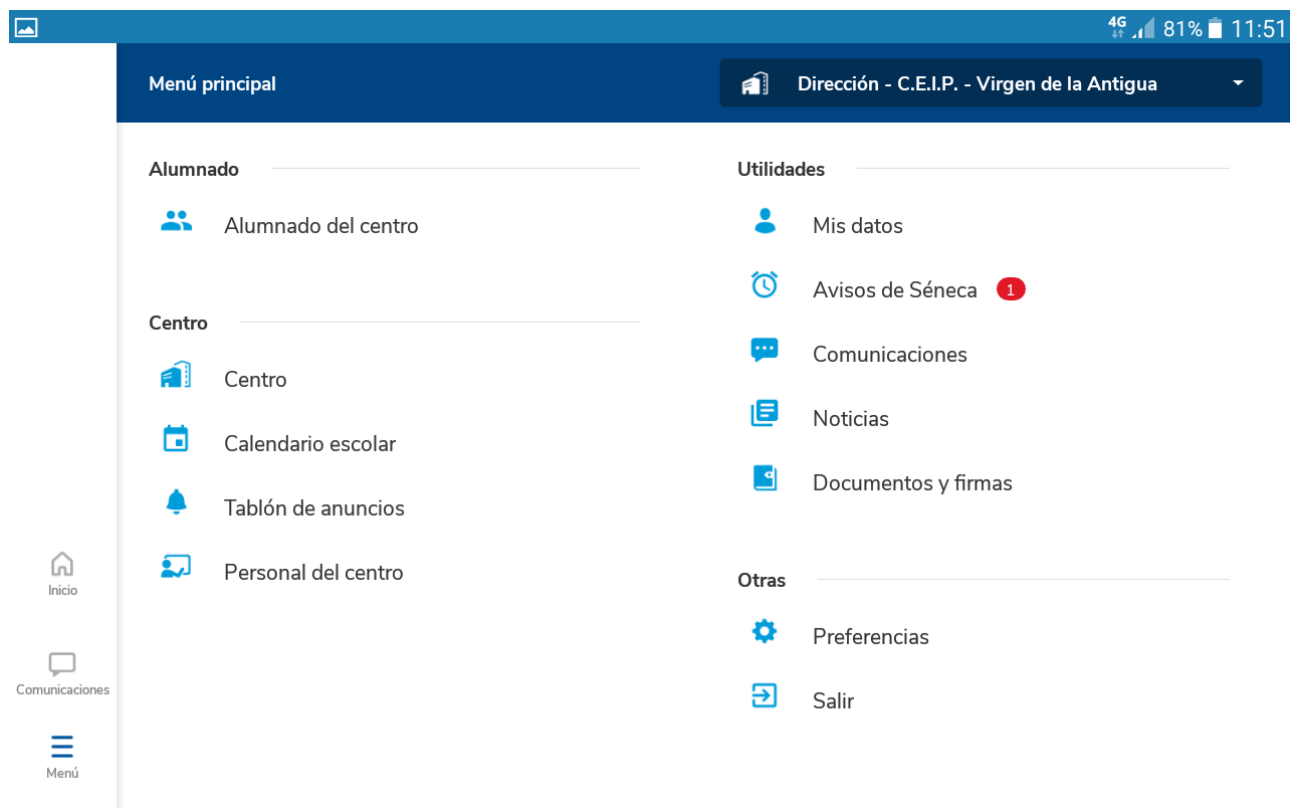 4G 81% 11:51
Menú principal
Dirección - C.E.I.P. - Virgen de la Antigua
Alumnado
Alumnado del centro
Centro
Centro
Calendario escolar
Tablón de anuncios
Personal del centro
Utilidades
Mis datos
Avisos de Séneca 1
Comunicaciones
Noticias
Documentos y firmas
Otras
Preferencias
Salir
Inicio
Comunicaciones
Menú